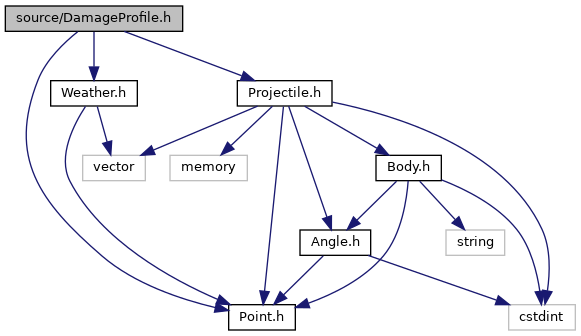 source/DamageProfile.h
Weather.h
Projectile.h
vector
memory
Body.h
Angle.h
string
Point.h
cstdint